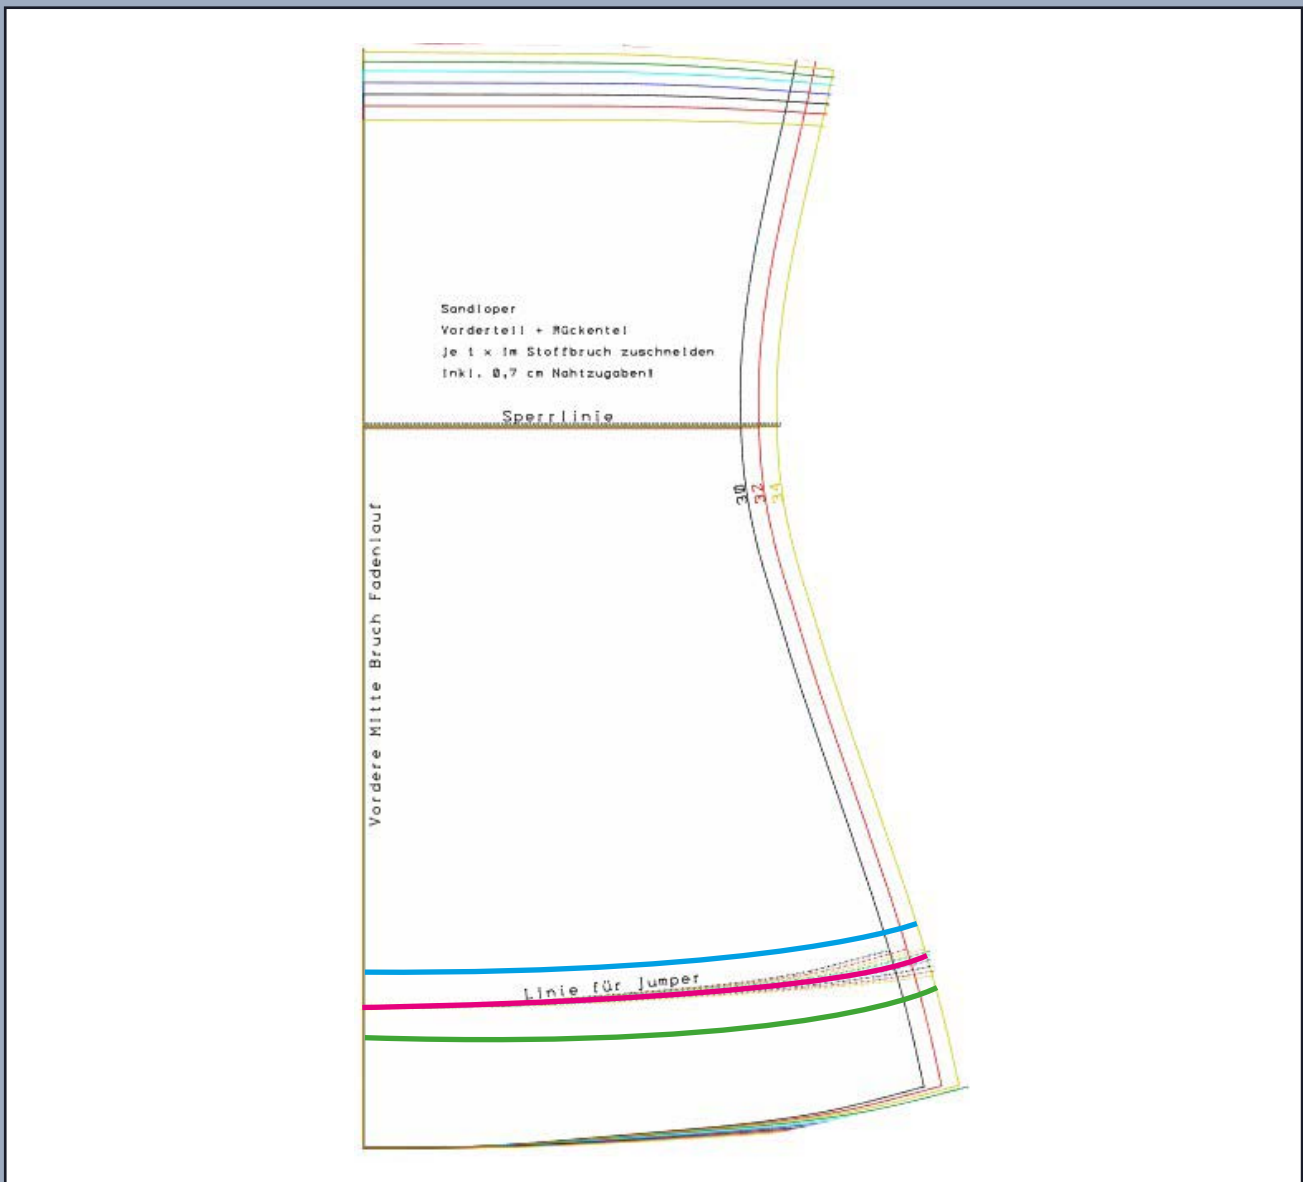 Sandloper
Vorderteil + Rückentel
je 1 x im Stoffbruch zuschneiden
inkl. 0,7 cm Nahtzugaben!
Sperrlinie
30 32 34
Vordere Mitte Bruch Fadenlauf
Linie für Jumper